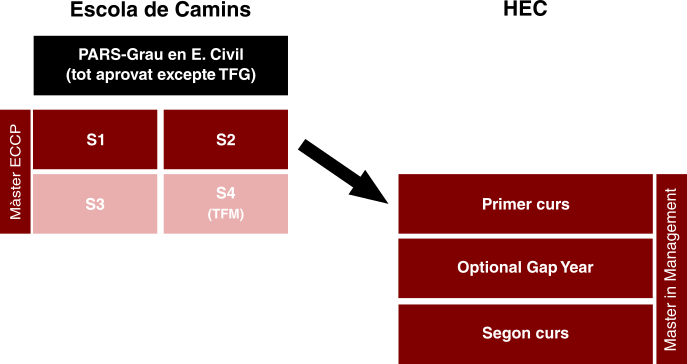 Escola de Camins
PARS-Grau en E. Civil
(tot aprovat excepte TFG)
Màster ECCP
S1
S2
S3
S4
(TFM)
HEC
Primer curs
Optional Gap Year
Segon curs
Master in Management